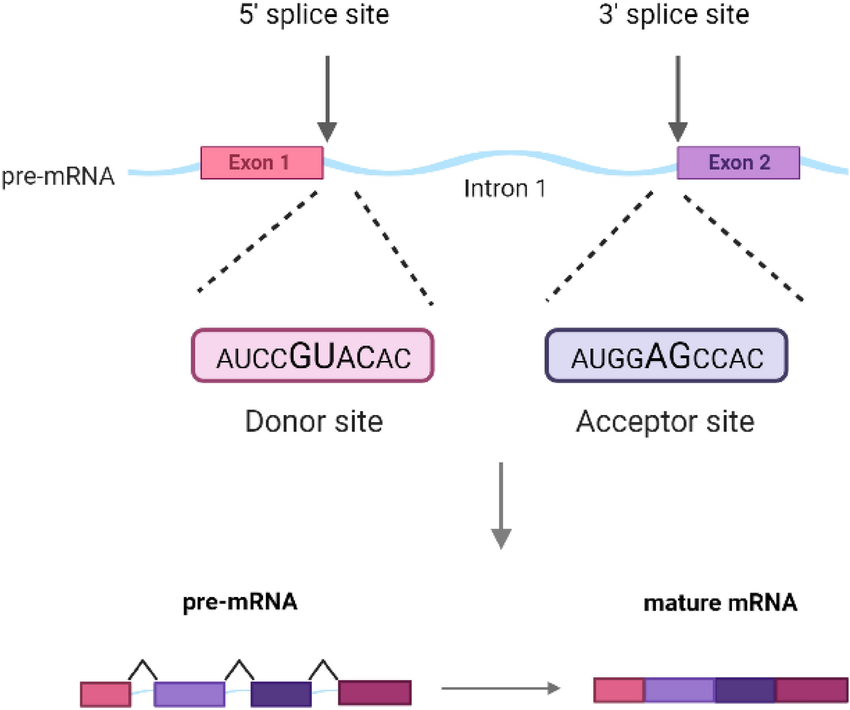 5' splice site
3' splice site
pre-mRNA
Exon 1
Intron 1
Exon 2
AUCCGUACAC
AUGGAGCCAC
Donor site
Acceptor site
pre-mRNA
mature mRNA